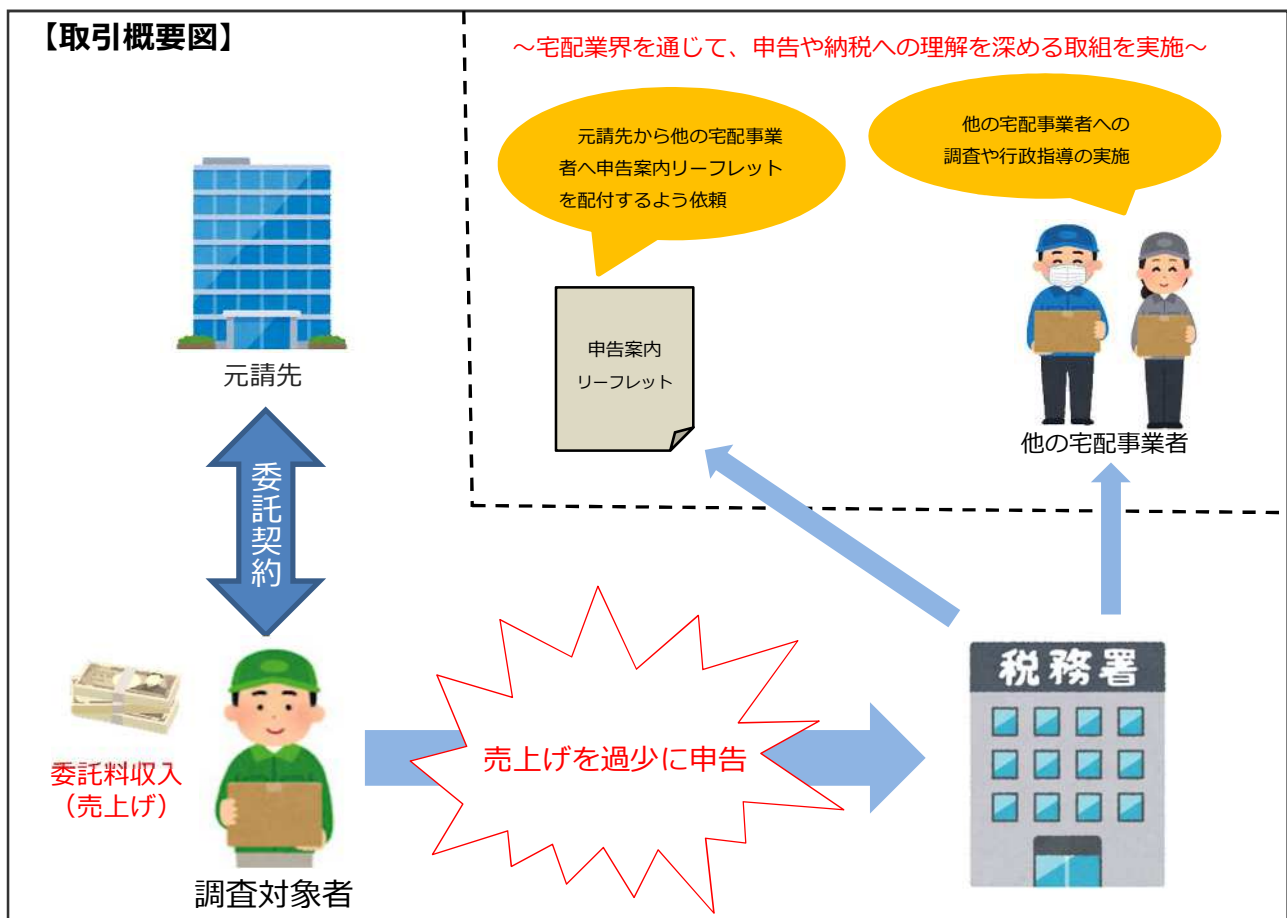 【取引概要図】
～宅配業界を通じて、申告や納税への理解を深める取組を実施～
元請先から他の宅配事業
者へ申告案内リーフレット
を配付するよう依頼
他の宅配事業者への
調査や行政指導の実施
申告案内
リーフレット
元請先
他の宅配事業者
委託契約
税務署
売上げを過少に申告
委託料収入
（売上げ）
調査対象者